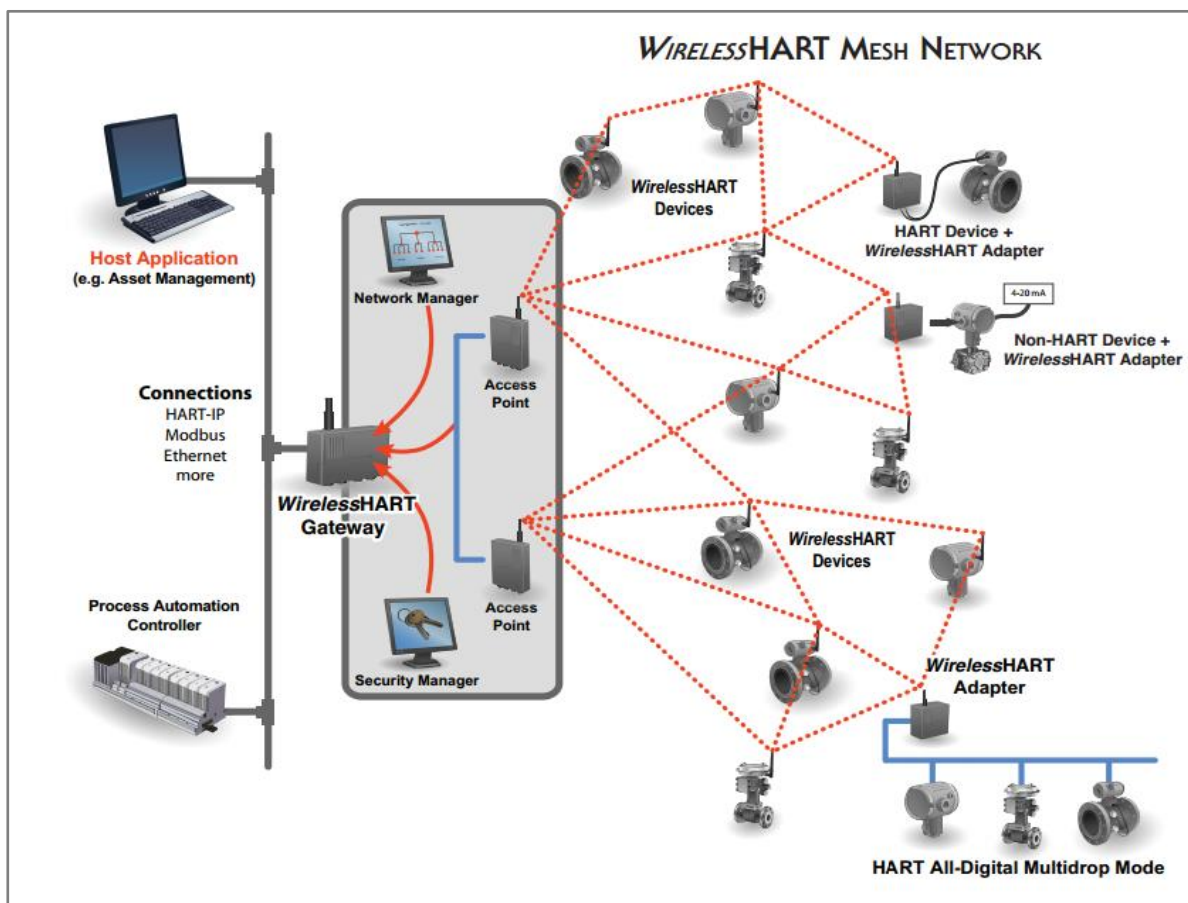 WIRELESSHART MESH NETWORK
Host Application
(e.g. Asset Management)
Network Manager
WirelessHART
Devices
HART Device +
WirelessHART Adapter
Access
Point
4-20 mA
Non-HART Device +
WirelessHART Adapter
Connections
HART-IP
Modbus
Ethernet
more
WirelessHART
Gateway
WirelessHART
Devices
Process Automation
Controller
Access
Point
Security Manager
WirelessHART
Adapter
HART All-Digital Multidrop Mode